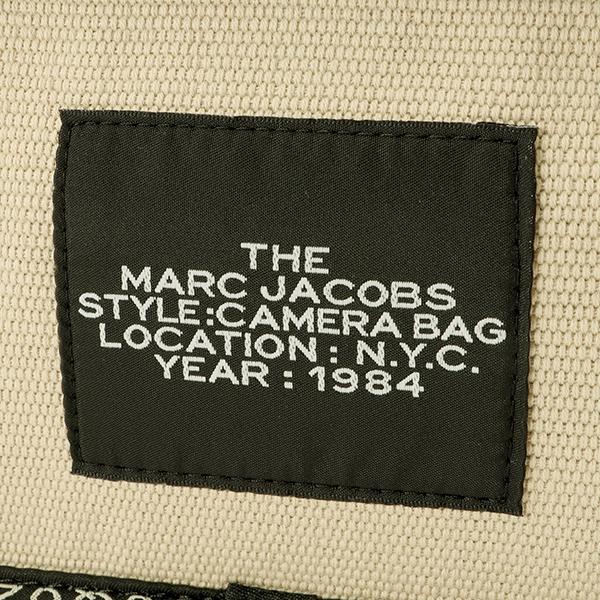 THE
MARC JACOBS
STYLE:CAMERA BAG
LOCATION : N.Y.C.
YEAR : 1984